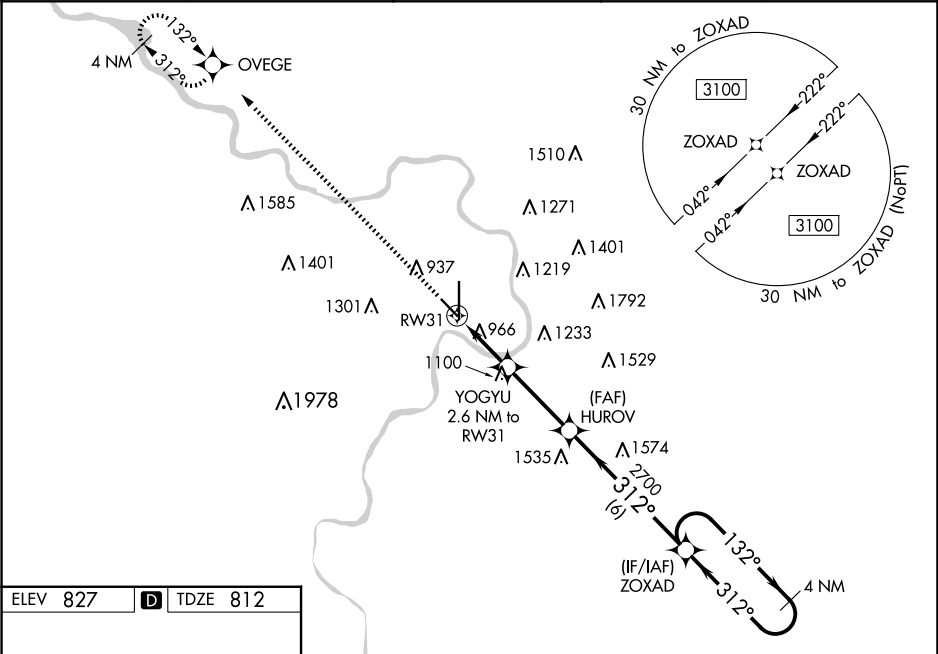 132°
312°
4 NM
OVEGE
30 NM to ZOXAD
3100
222°
ZOXAD
042°
222°
ZOXAD
042°
3100
30 NM to ZOXAD (NoPT)
1510
1585
1271
1401
1401
937
1219
1301
1792
RW31
966
1233
1100
1529
YOGYU
2.6 NM to
RW31
(FAF)
HUROV
1978
1535
1574
2700
312°
(6)
(IF/IAF)
ZOXAD
132°
312°
4 NM
ELEV 827 D TDZE 812